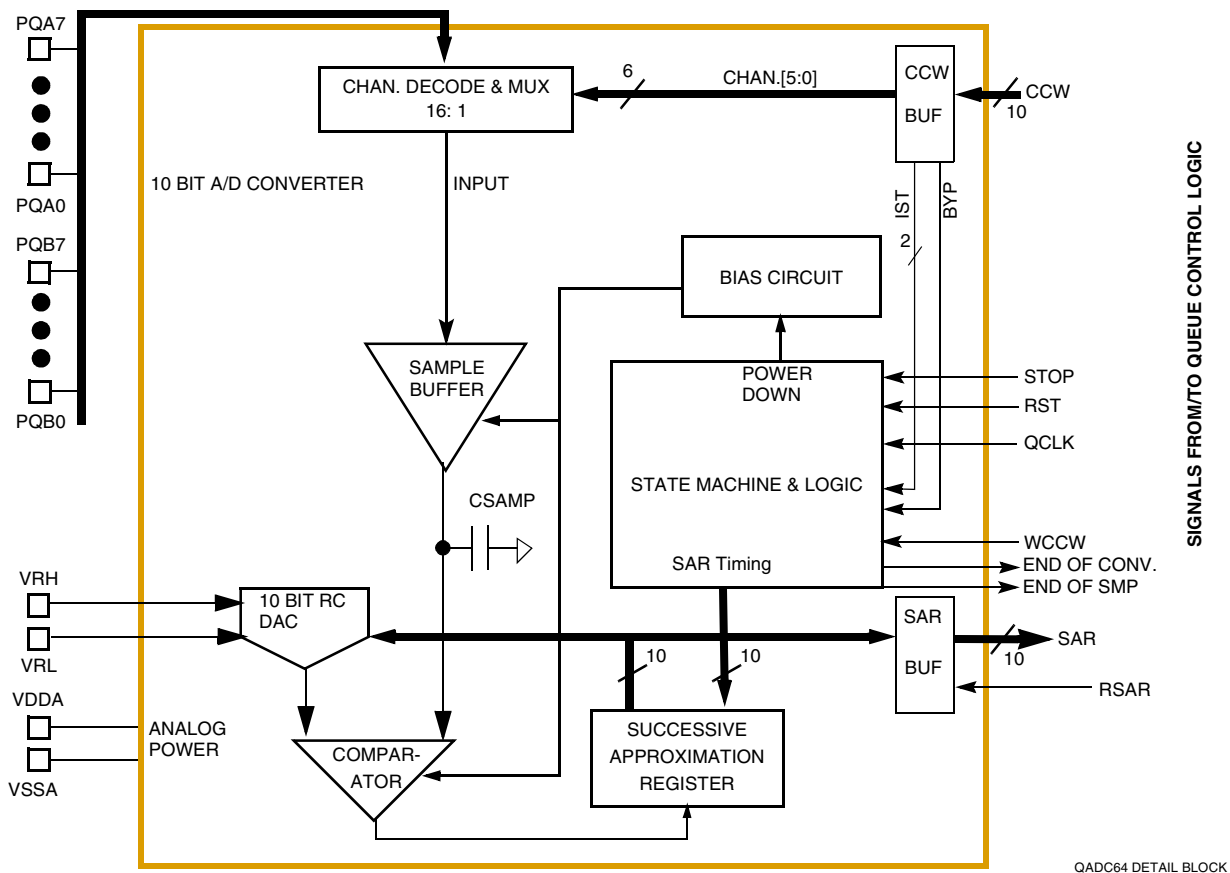 PQA7
PQA0
PQB7
PQB0
VRH
VRL
VDDA
VSSA
CHAN. DECODE & MUX
16: 1
6
CHAN.[5:0]
CCW
BUF
10
CCW
10 BIT A/D CONVERTER
INPUT
IST
BYP
2
BIAS CIRCUIT
SAMPLE
BUFFER
POWER
DOWN
STATE MACHINE & LOGIC
SAR Timing
STOP
RST
QCLK
WCCW
END OF CONV.
END OF SMP
CSAMP
10 BIT RC
DAC
SAR
BUF
10
SAR
RSAR
10
10
ANALOG
POWER
COMPAR-
ATOR
SUCCESSIVE
APPROXIMATION
REGISTER
SIGNALS FROM/TO QUEUE CONTROL LOGIC
QADC64 DETAIL BLOCK